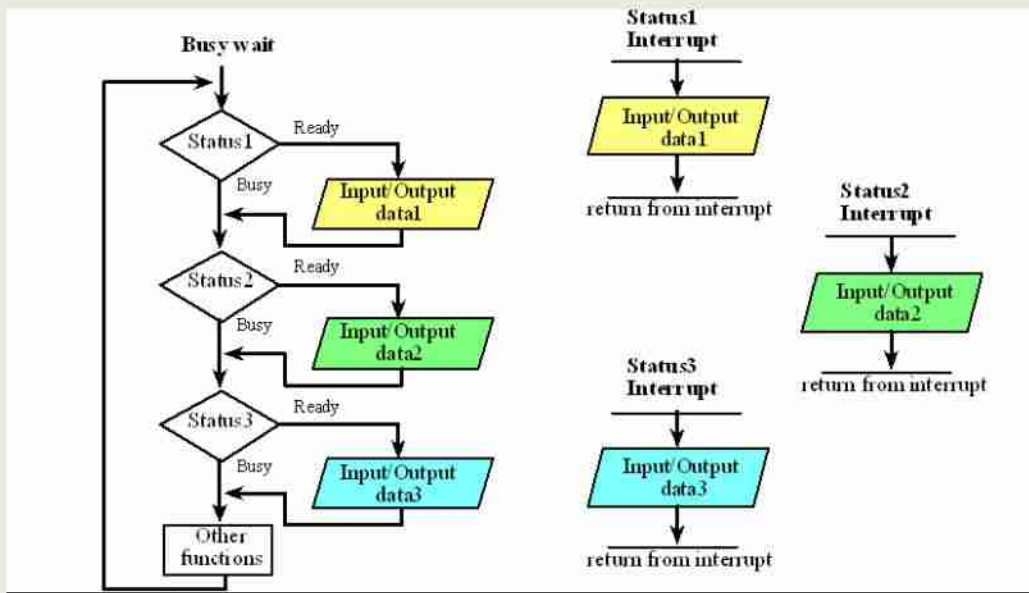 Busy wait
Status1
Ready
Busy
Input/Output
data1
Status2
Ready
Busy
Input/Output
data2
Status3
Ready
Busy
Input/Output
data3
Other
functions
Status1
Interrupt
Input/Output
data1
return from interrupt
Status2
Interrupt
Input/Output
data2
return from interrupt
Status3
Interrupt
Input/Output
data3
return from interrupt